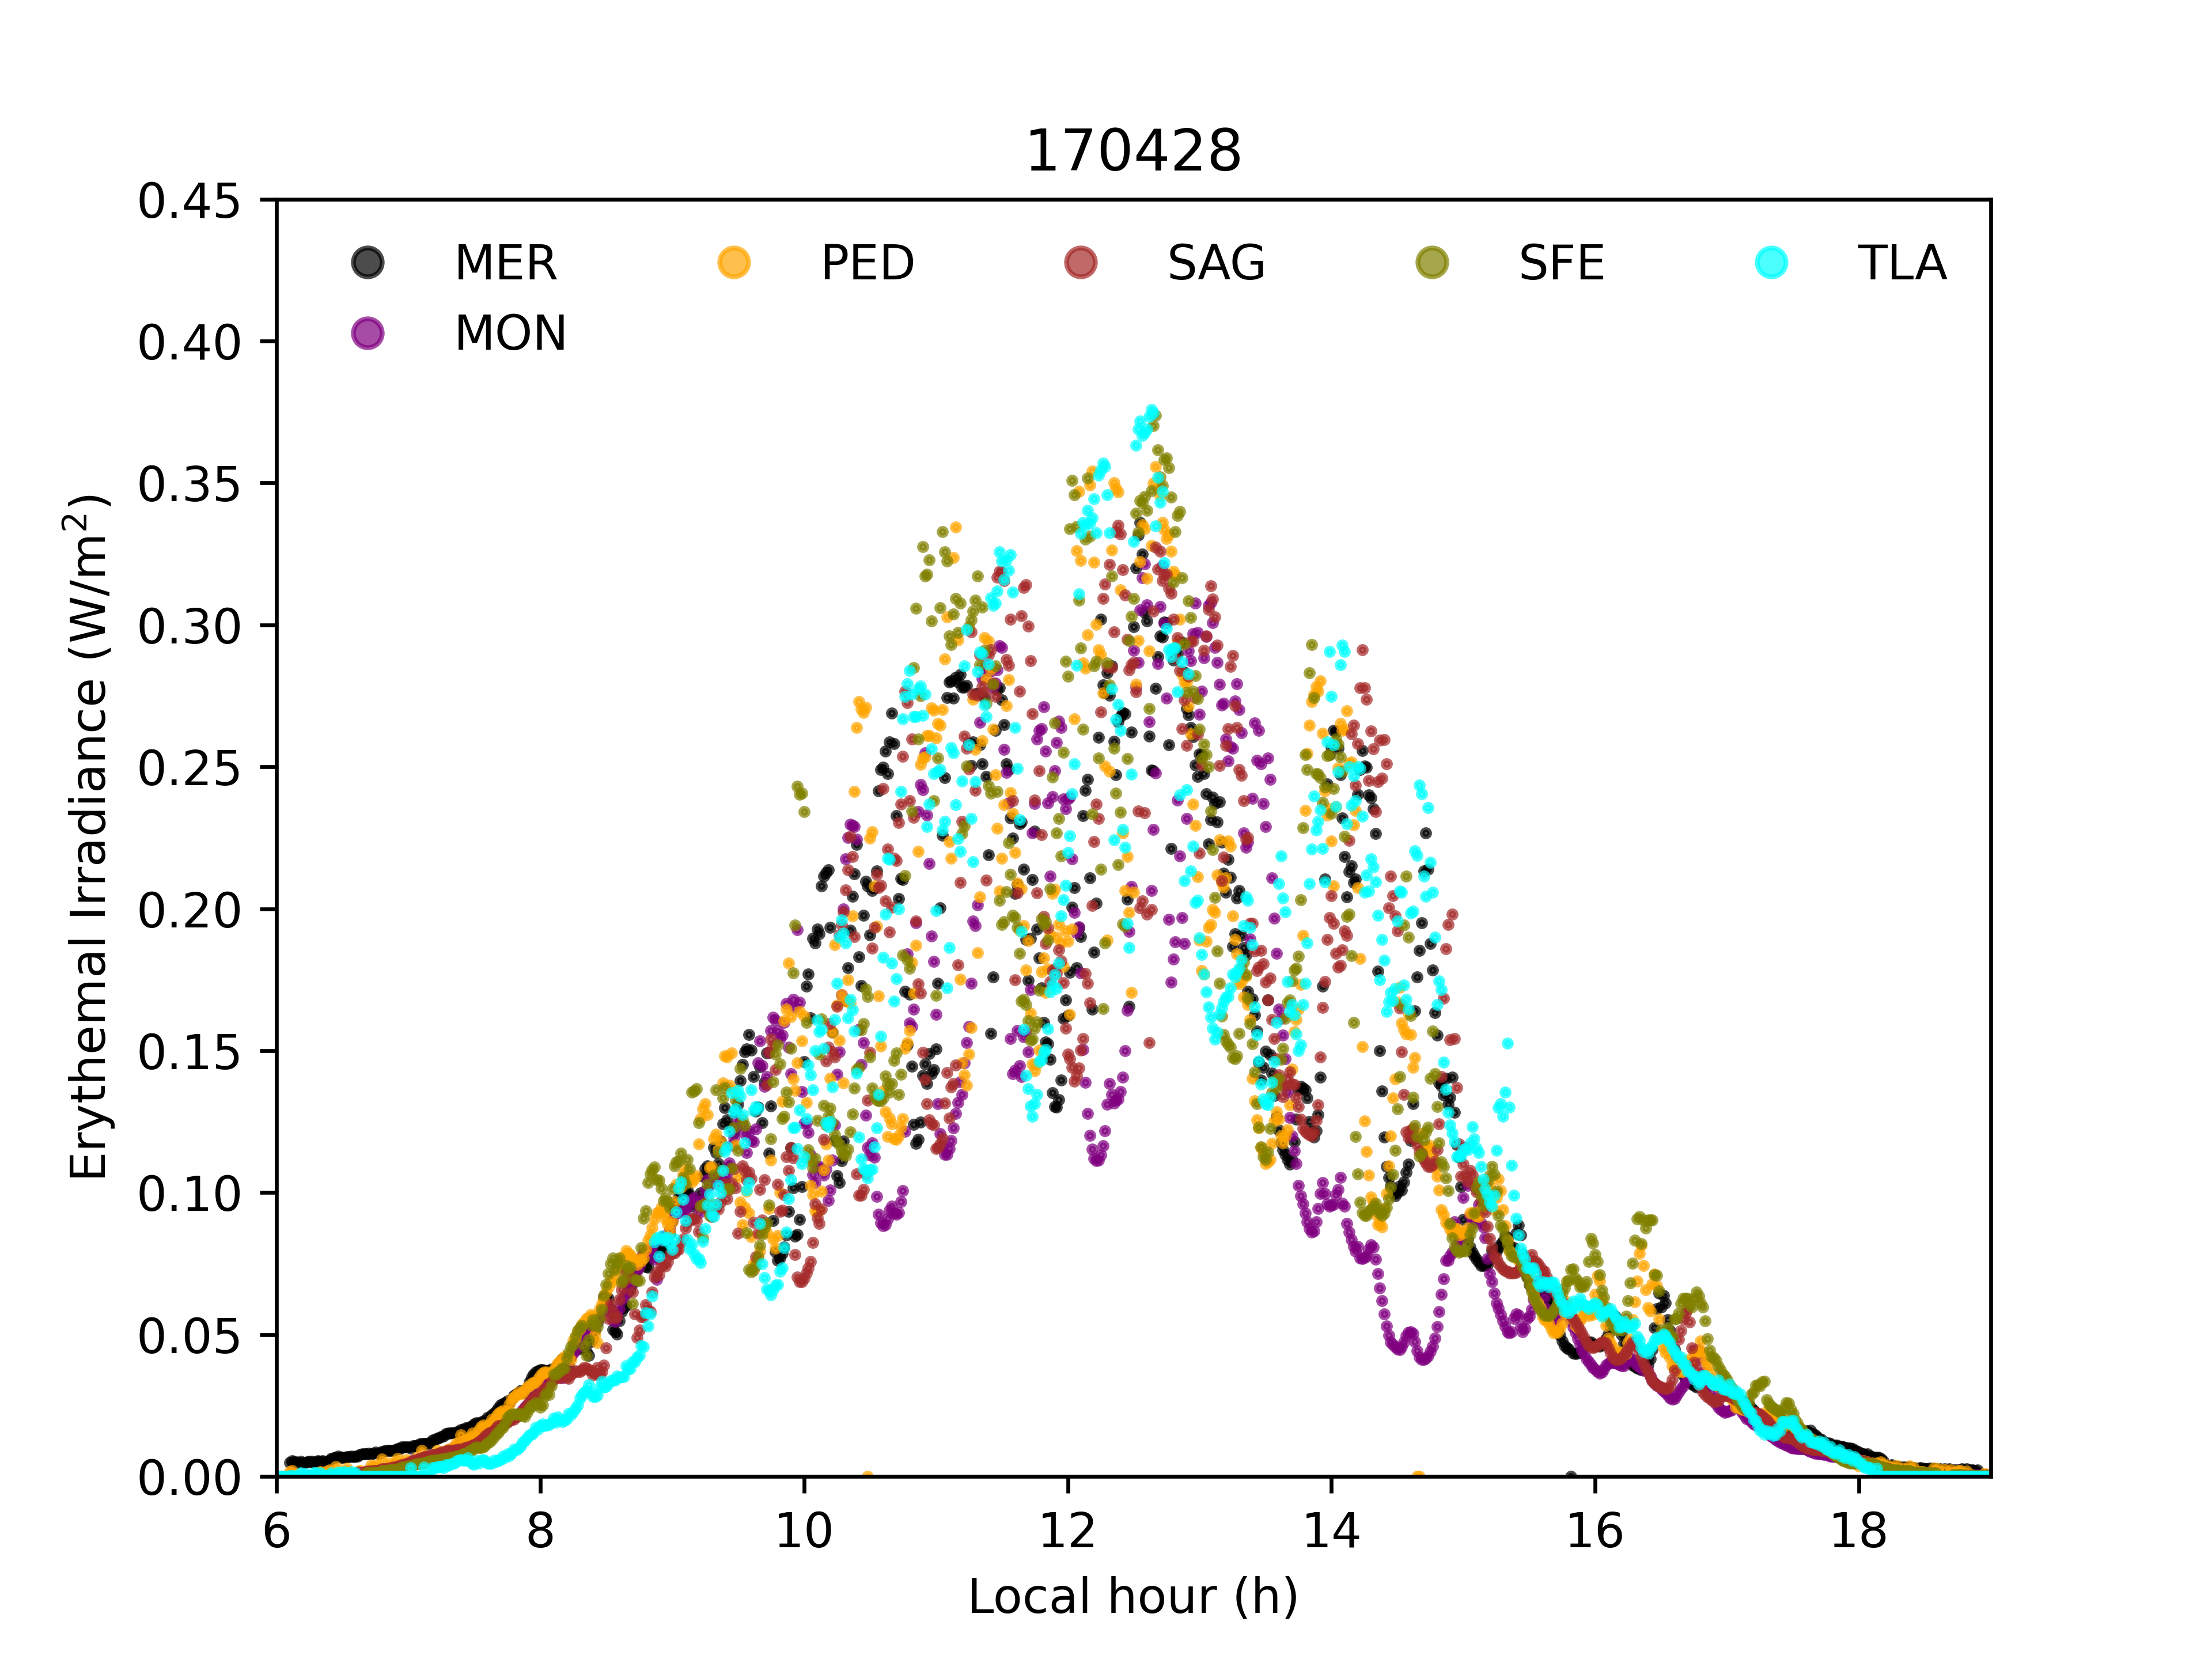 170428
0.45
MER PED SAG SFE TLA
MON
0.40
0.35
0.30
0.25
0.20
0.15
0.10
0.05
0.00
Erythemal Irradiance (W/m²)
6 8 10 12 14 16 18
Local hour (h)